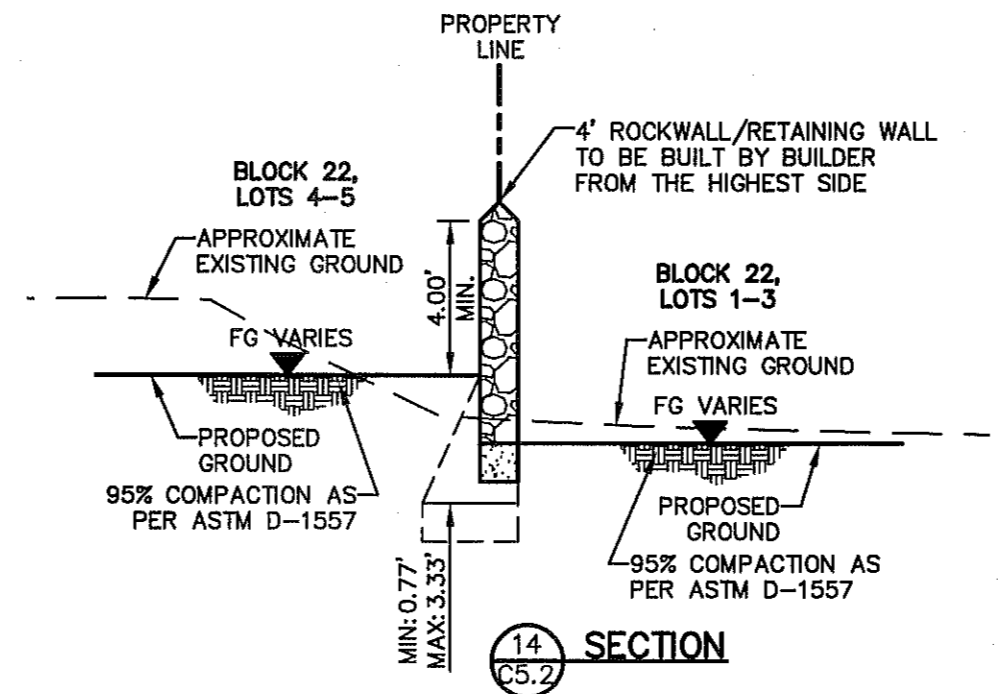 PROPERTY
LINE
4' ROCKWALL/RETAINING WALL
TO BE BUILT BY BUILDER
FROM THE HIGHEST SIDE
BLOCK 22,
LOTS 4-5
APPROXIMATE
EXISTING GROUND
4.00'
MIN.
BLOCK 22,
LOTS 1-3
APPROXIMATE
EXISTING GROUND
FG VARIES
FG VARIES
PROPOSED
GROUND
95% COMPACTION AS
PER ASTM D-1557
PROPOSED
GROUND
95% COMPACTION AS
PER ASTM D-1557
MIN: 0.77'
MAX: 3.33'
14
C5.2
SECTION